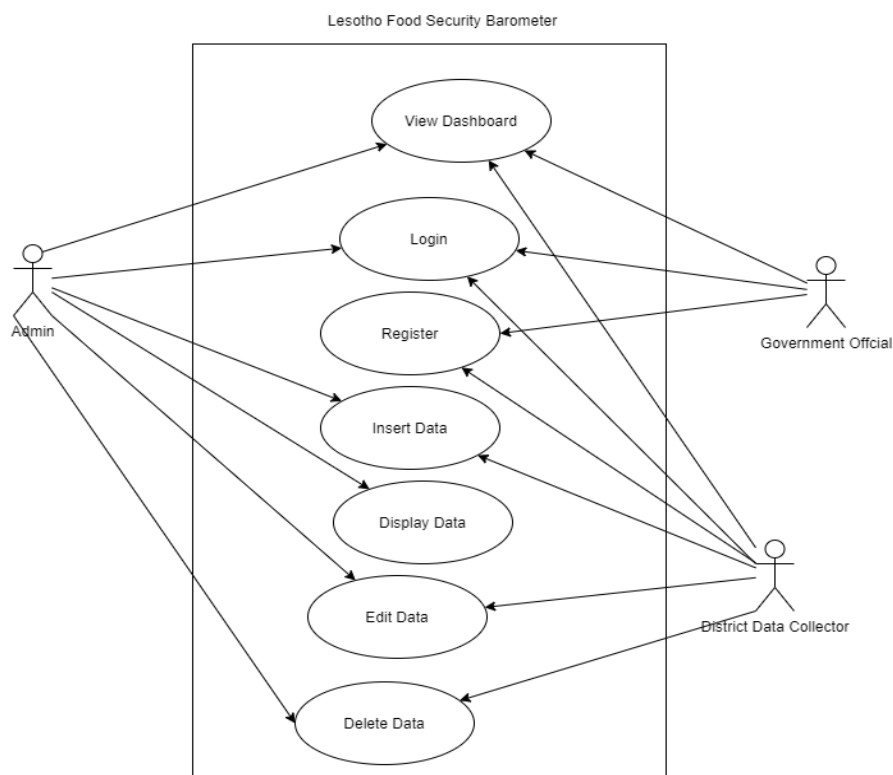 Lesotho Food Security Barometer
View Dashboard
Login
Register
Admin
Government Offcial
Insert Data
Display Data
Edit Data
District Data Collector
Delete Data